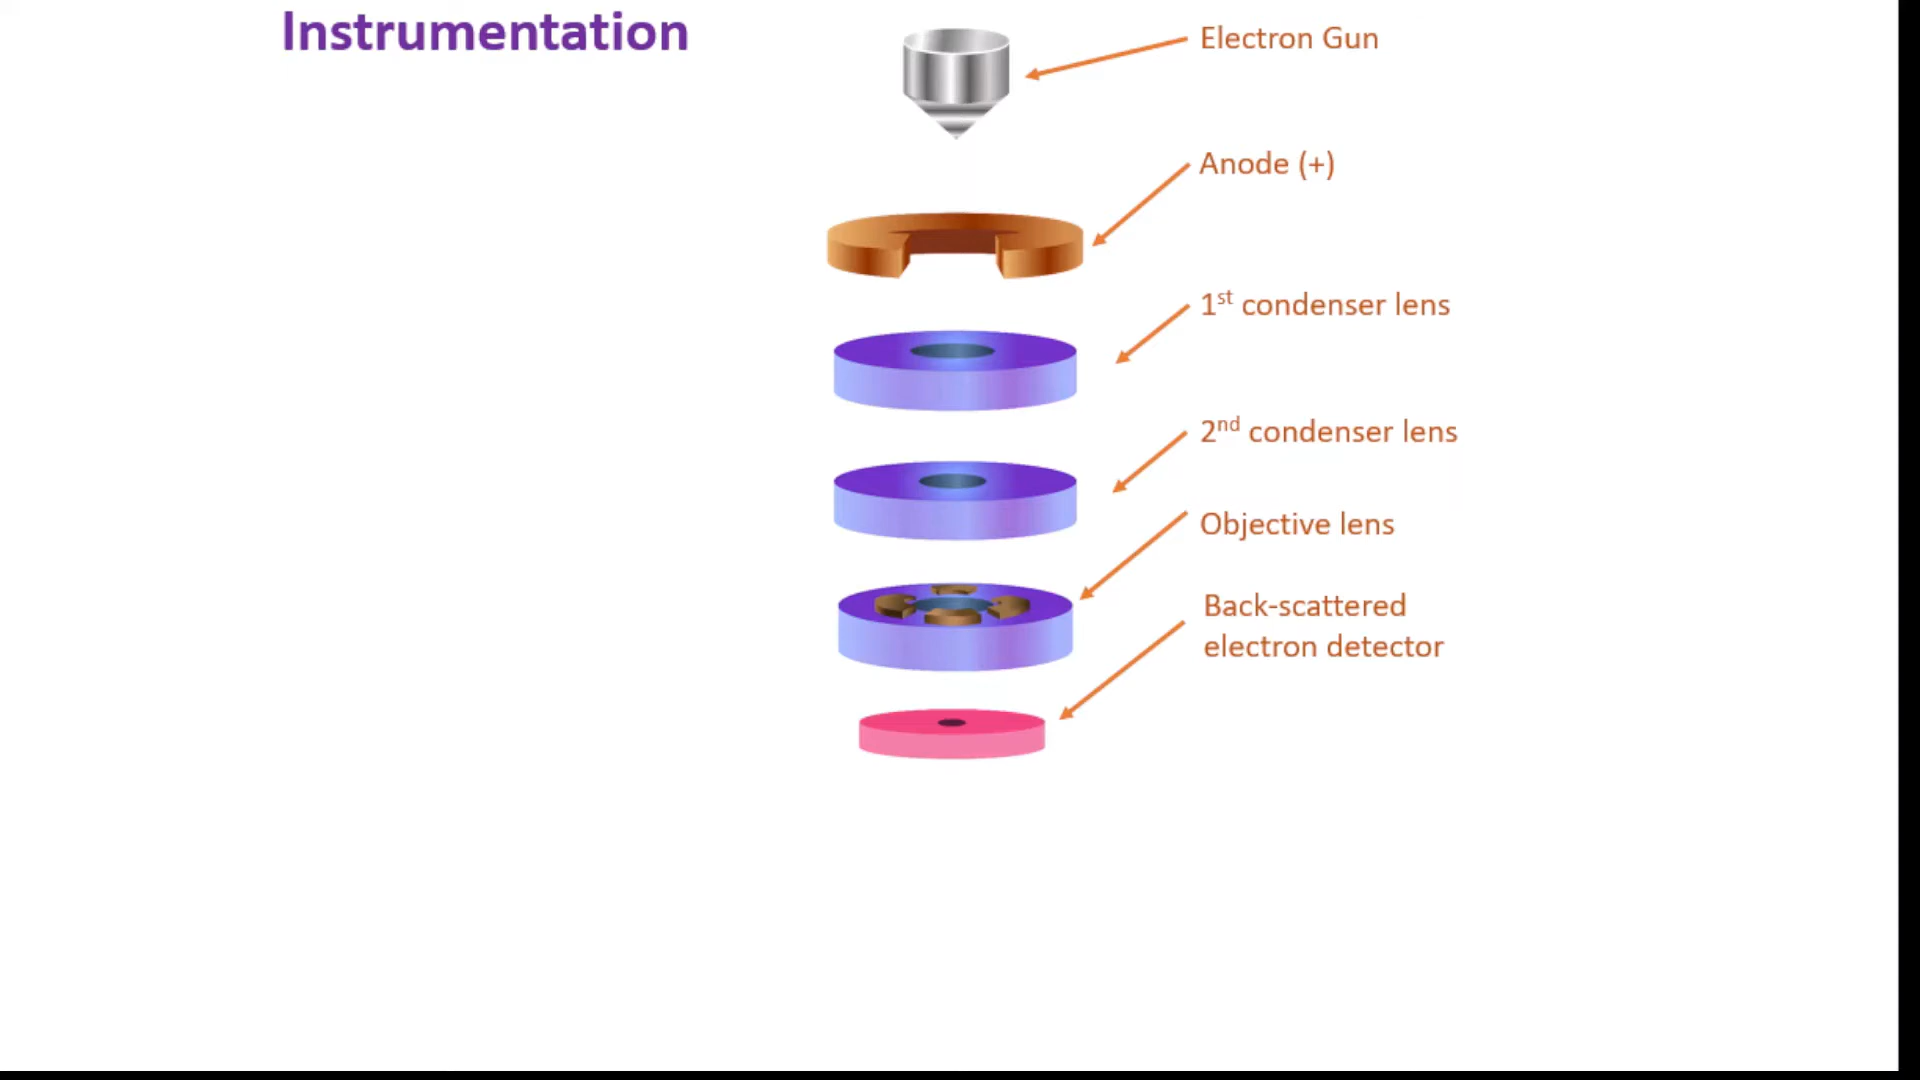 Instrumentation
Electron Gun
Anode (+)
1st condenser lens
2nd condenser lens
Objective lens
Back-scattered
electron detector